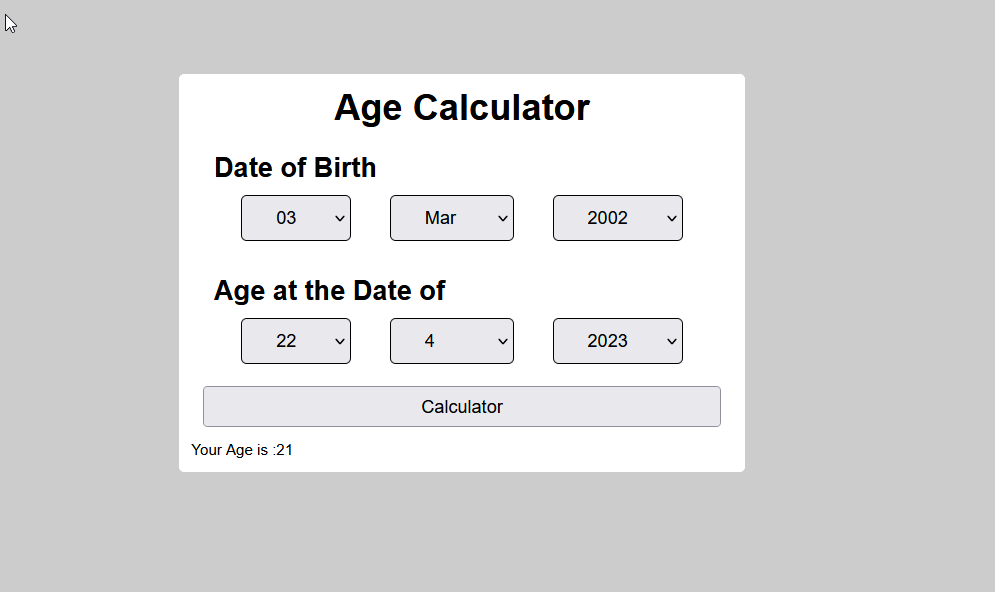 Age Calculator
Date of Birth
03 Mar 2002
Age at the Date of
22 4 2023
Calculator
Your Age is :21